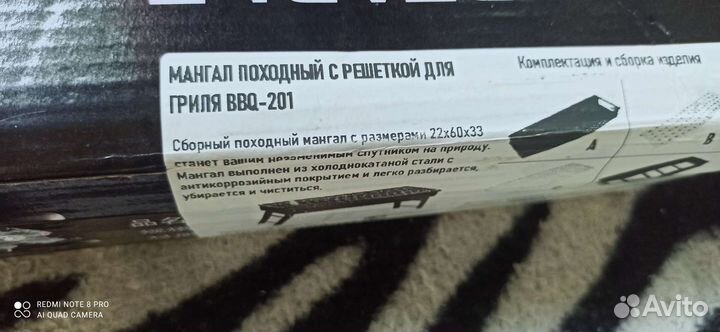 МАНГАЛ ПОХОДНЫЙ С РЕШЕТКОЙ ДЛЯ
ГРИЛЯ BBQ-201
Сборный походный мангал с размерами 22х60х33
станет вашим незаменимым спутником на природу.
Мангал выполнен из холоднокатаной стали с
антикоррозийным покрытием и легко разбирается,
убирается и чиститься.
Комплектация и сборка изделия
A
B
REDMI NOTE 8 PRO
AI QUAD CAMERA
Avito